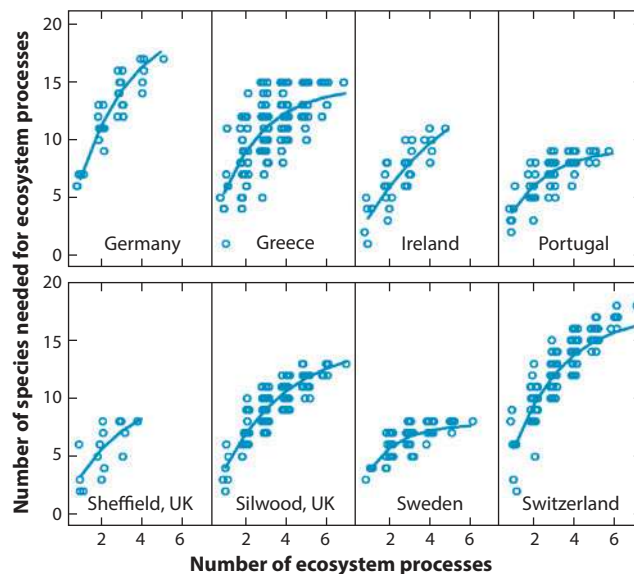 Number of species needed for ecosystem processes
20
15
10
5
0
Germany
Greece
Ireland
Portugal
20
15
10
5
0
Sheffield, UK
Silwood, UK
Sweden
Switzerland
2 4 6 2 4 6 2 4 6 2 4 6
Number of ecosystem processes